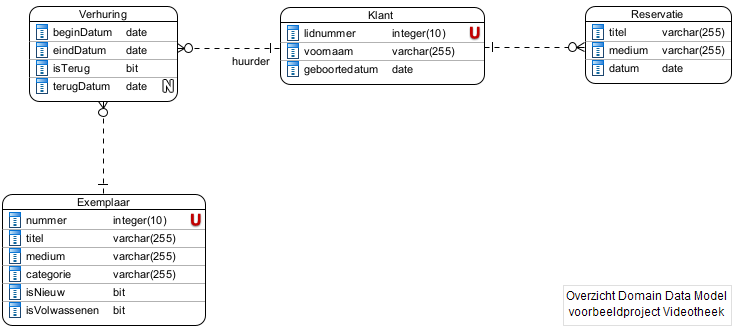 Verhuring
beginDatum date
eindDatum date
isTerug bit
terugDatum date N
huurder
Klant
lidnummer integer(10) U
voornaam varchar(255)
geboortedatum date
Reservatie
titel varchar(255)
medium varchar(255)
datum date
Exemplaar
nummer integer(10) U
titel varchar(255)
medium varchar(255)
categorie varchar(255)
isNieuw bit
isVolwassenen bit
Overzicht Domain Data Model
voorbeeldproject Videotheek